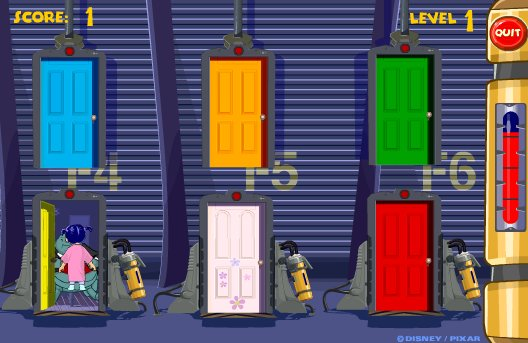 SCORE: 1
LEVEL 1
QUIT
F4
F5
F6
© DISNEY / PIXAR